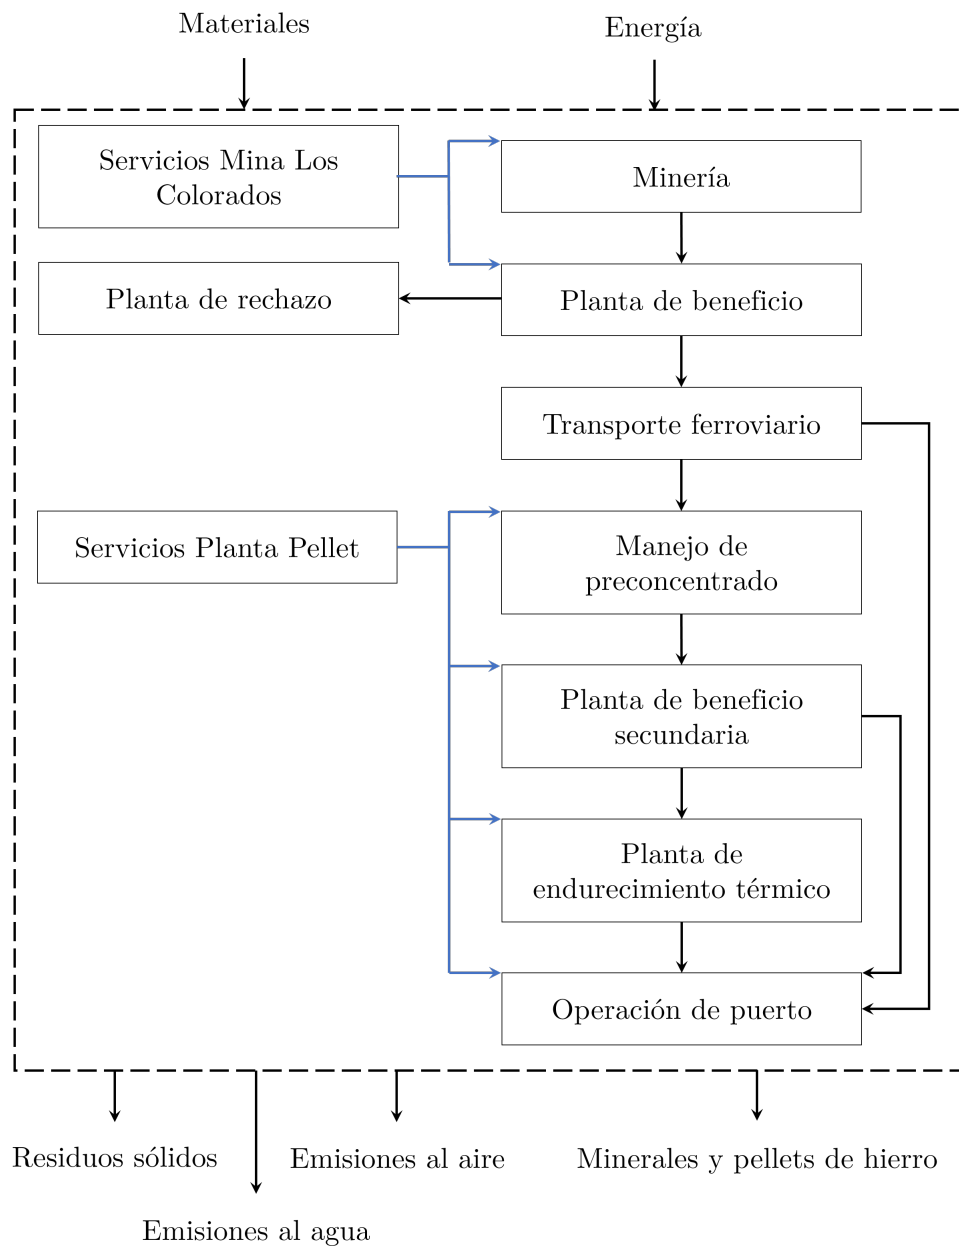 Materiales
Energía
Servicios Mina Los
Colorados
Minería
Planta de rechazo
Planta de beneficio
Transporte ferroviario
Servicios Planta Pellet
Manejo de
preconcentrado
Planta de beneficio
secundaria
Planta de
endurecimiento térmico
Operación de puerto
Residuos sólidos
Emisiones al aire
Minerales y pellets de hierro
Emisiones al agua